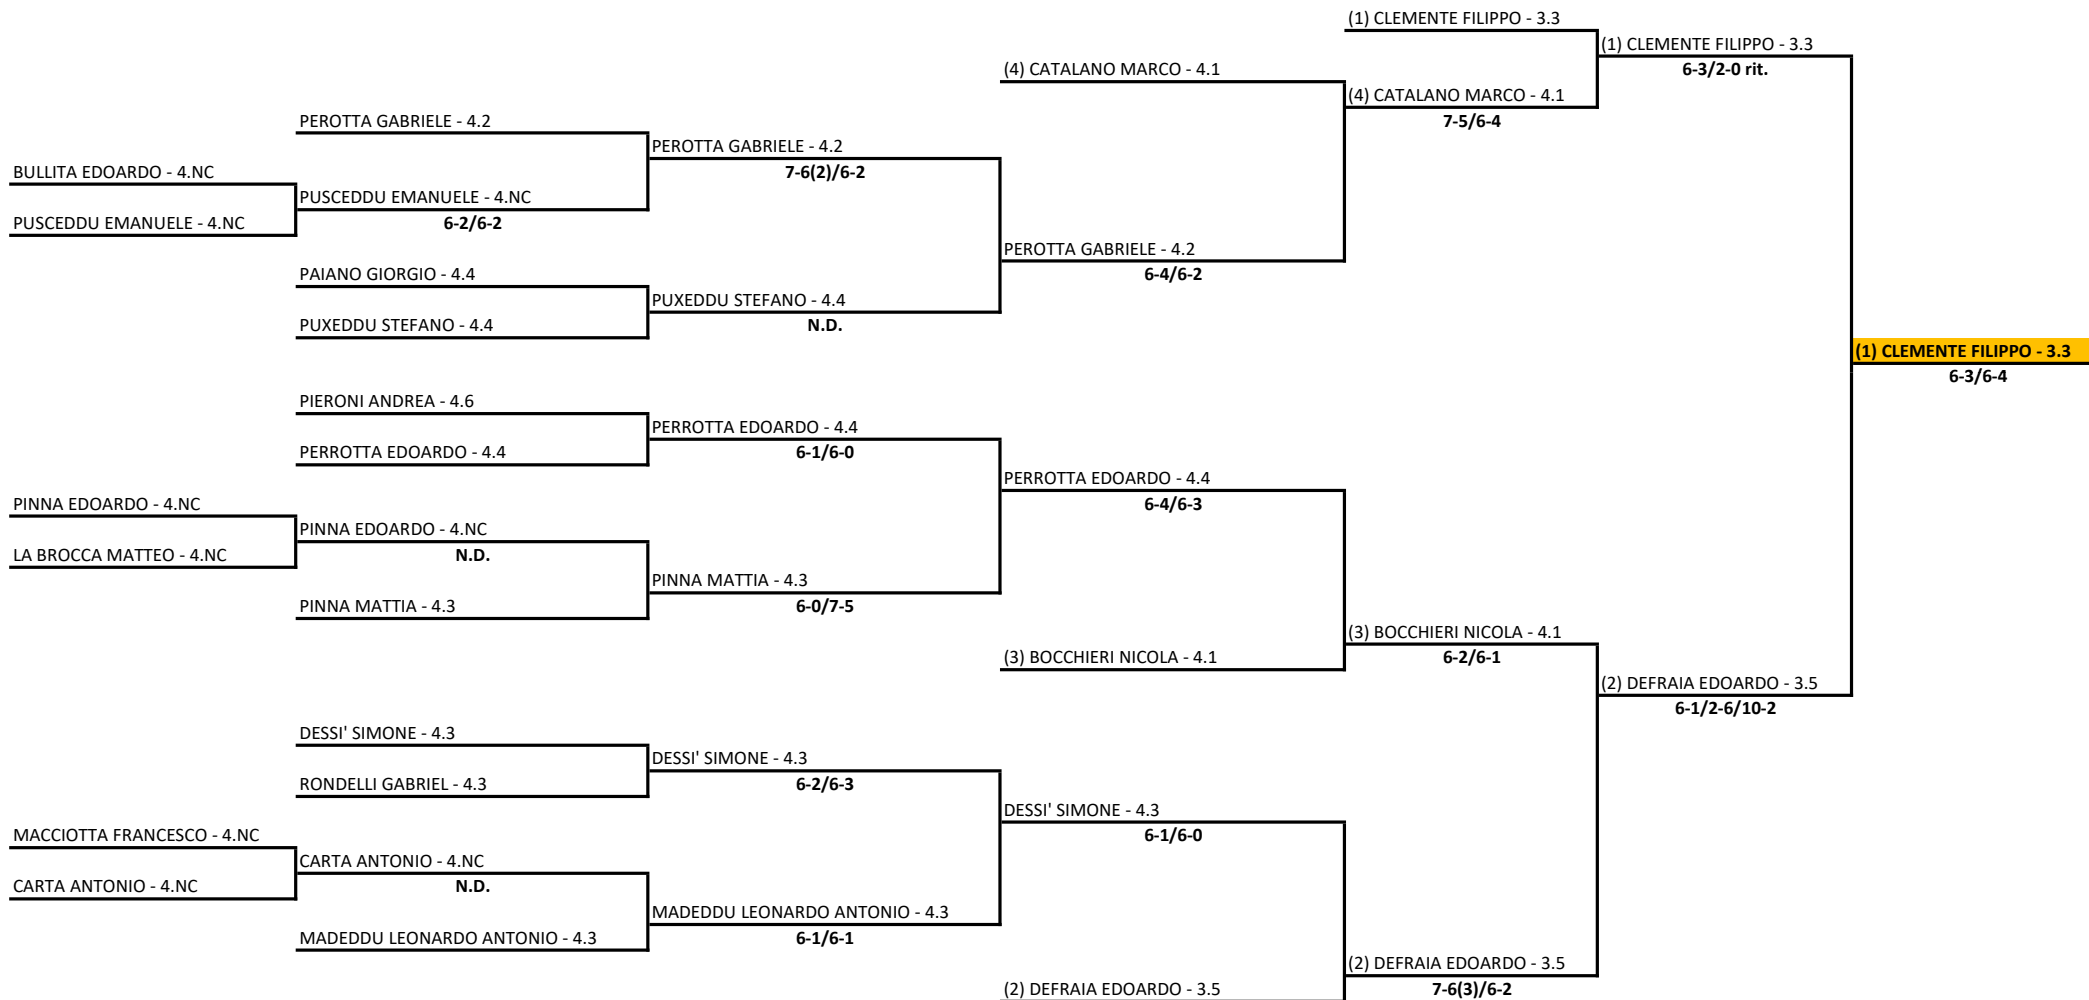 (1) CLEMENTE FILIPPO - 3.3
(1) CLEMENTE FILIPPO - 3.3
(4) CATALANO MARCO - 4.1
6-3/2-0 rit.
(4) CATALANO MARCO - 4.1
PEROTTA GABRIELE - 4.2
7-5/6-4
PEROTTA GABRIELE - 4.2
BULLITA EDOARDO - 4.NC
7-6(2)/6-2
PUSCEDDU EMANUELE - 4.NC
PUSCEDDU EMANUELE - 4.NC
6-2/6-2
PEROTTA GABRIELE - 4.2
PAIANO GIORGIO - 4.4
6-4/6-2
PUXEDDU STEFANO - 4.4
PUXEDDU STEFANO - 4.4
N.D.
(1) CLEMENTE FILIPPO - 3.3
6-3/6-4
PIERONI ANDREA - 4.6
PERROTTA EDOARDO - 4.4
PERROTTA EDOARDO - 4.4
6-1/6-0
PERROTTA EDOARDO - 4.4
PINNA EDOARDO - 4.NC
6-4/6-3
PINNA EDOARDO - 4.NC
LA BROCCA MATTEO - 4.NC
N.D.
PINNA MATTIA - 4.3
PINNA MATTIA - 4.3
6-0/7-5
(3) BOCCHIERI NICOLA - 4.1
(3) BOCCHIERI NICOLA - 4.1
6-2/6-1
(2) DEFRAIA EDOARDO - 3.5
6-1/2-6/10-2
DESSI' SIMONE - 4.3
DESSI' SIMONE - 4.3
RONDELLI GABRIEL - 4.3
6-2/6-3
DESSI' SIMONE - 4.3
MACCIOTTA FRANCESCO - 4.NC
6-1/6-0
CARTA ANTONIO - 4.NC
CARTA ANTONIO - 4.NC
N.D.
MADEDDU LEONARDO ANTONIO - 4.3
MADEDDU LEONARDO ANTONIO - 4.3
6-1/6-1
(2) DEFRAIA EDOARDO - 3.5
(2) DEFRAIA EDOARDO - 3.5
7-6(3)/6-2